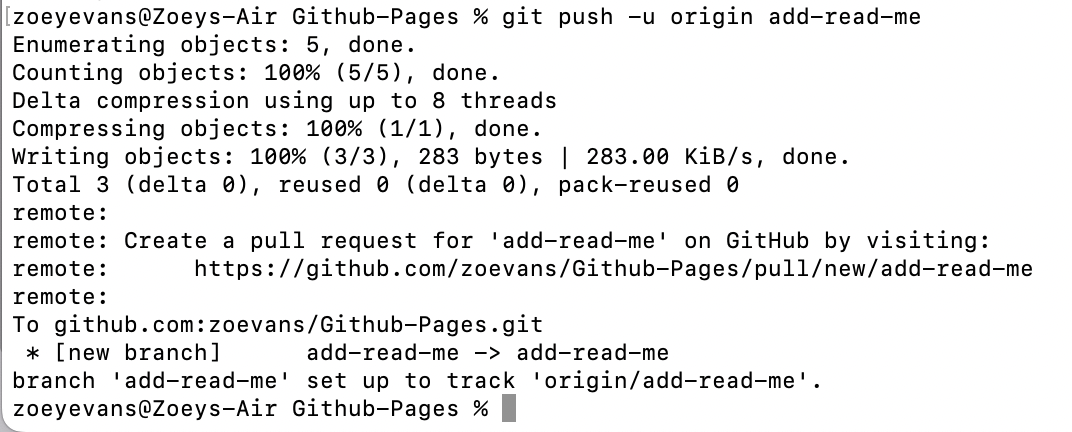 [zoeyevans@Zoeys-Air Github-Pages % git push -u origin add-read-me
Enumerating objects: 5, done.
Counting objects: 100% (5/5), done.
Delta compression using up to 8 threads
Compressing objects: 100% (1/1), done.
Writing objects: 100% (3/3), 283 bytes | 283.00 KiB/s, done.
Total 3 (delta 0), reused 0 (delta 0), pack-reused 0
remote:
remote: Create a pull request for 'add-read-me' on GitHub by visiting:
remote:      https://github.com/zoevans/Github-Pages/pull/new/add-read-me
remote:
To github.com:zoevans/Github-Pages.git
 * [new branch]      add-read-me -> add-read-me
branch 'add-read-me' set up to track 'origin/add-read-me'.
zoeyevans@Zoeys-Air Github-Pages %